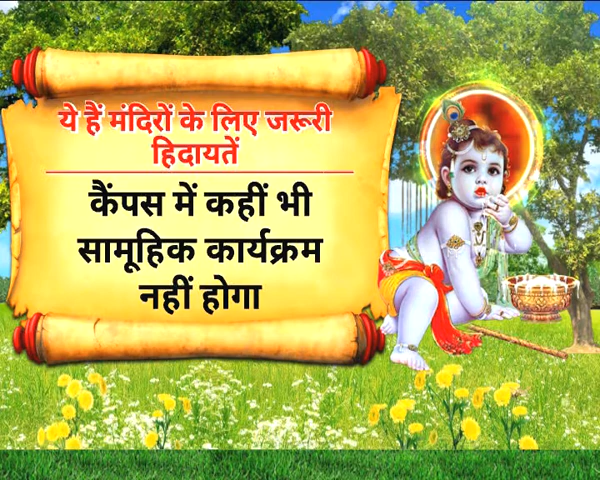 ये हैं मंदिरों के लिए जरूरी
हिदायतें
कैंपस में कहीं भी
सामूहिक कार्यक्रम
नहीं होगा